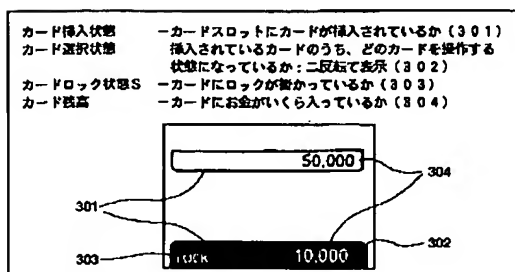 カード挿入状態 －カードスロットにカードが挿入されているか（３０１）
カード選択状態 挿入されているカードのうち、どのカードを操作する
状態になっているか：二反転で表示（３０２）
カードロック状態Ｓ －カードにロックが掛かっているか（３０３）
カード残高 －カードにお金がいくら入っているか（３０４）
50,000
304
301
302
303
LOCK 10,000